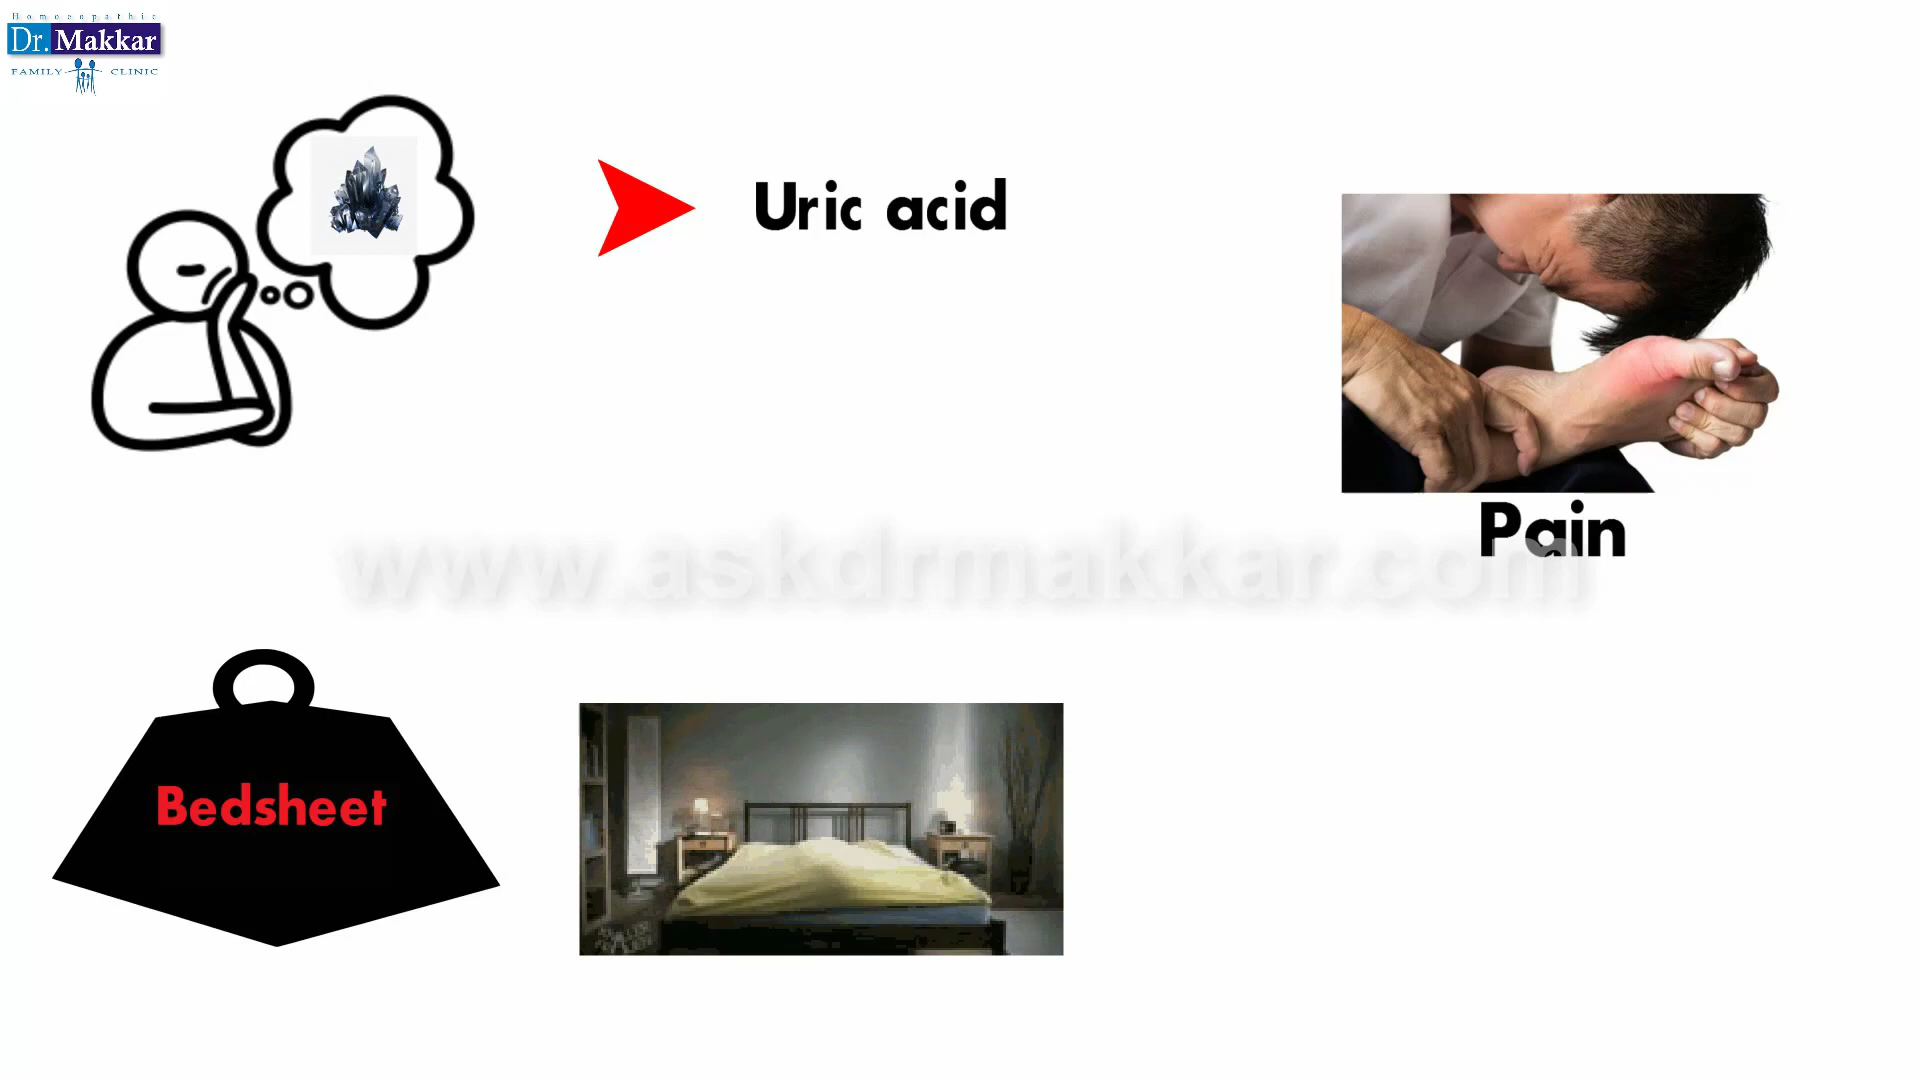 Homoeopathic
Dr. Makkar
FAMILY CLINIC
Uric acid
Pain
www.askdrmakkar.com
Bedsheet